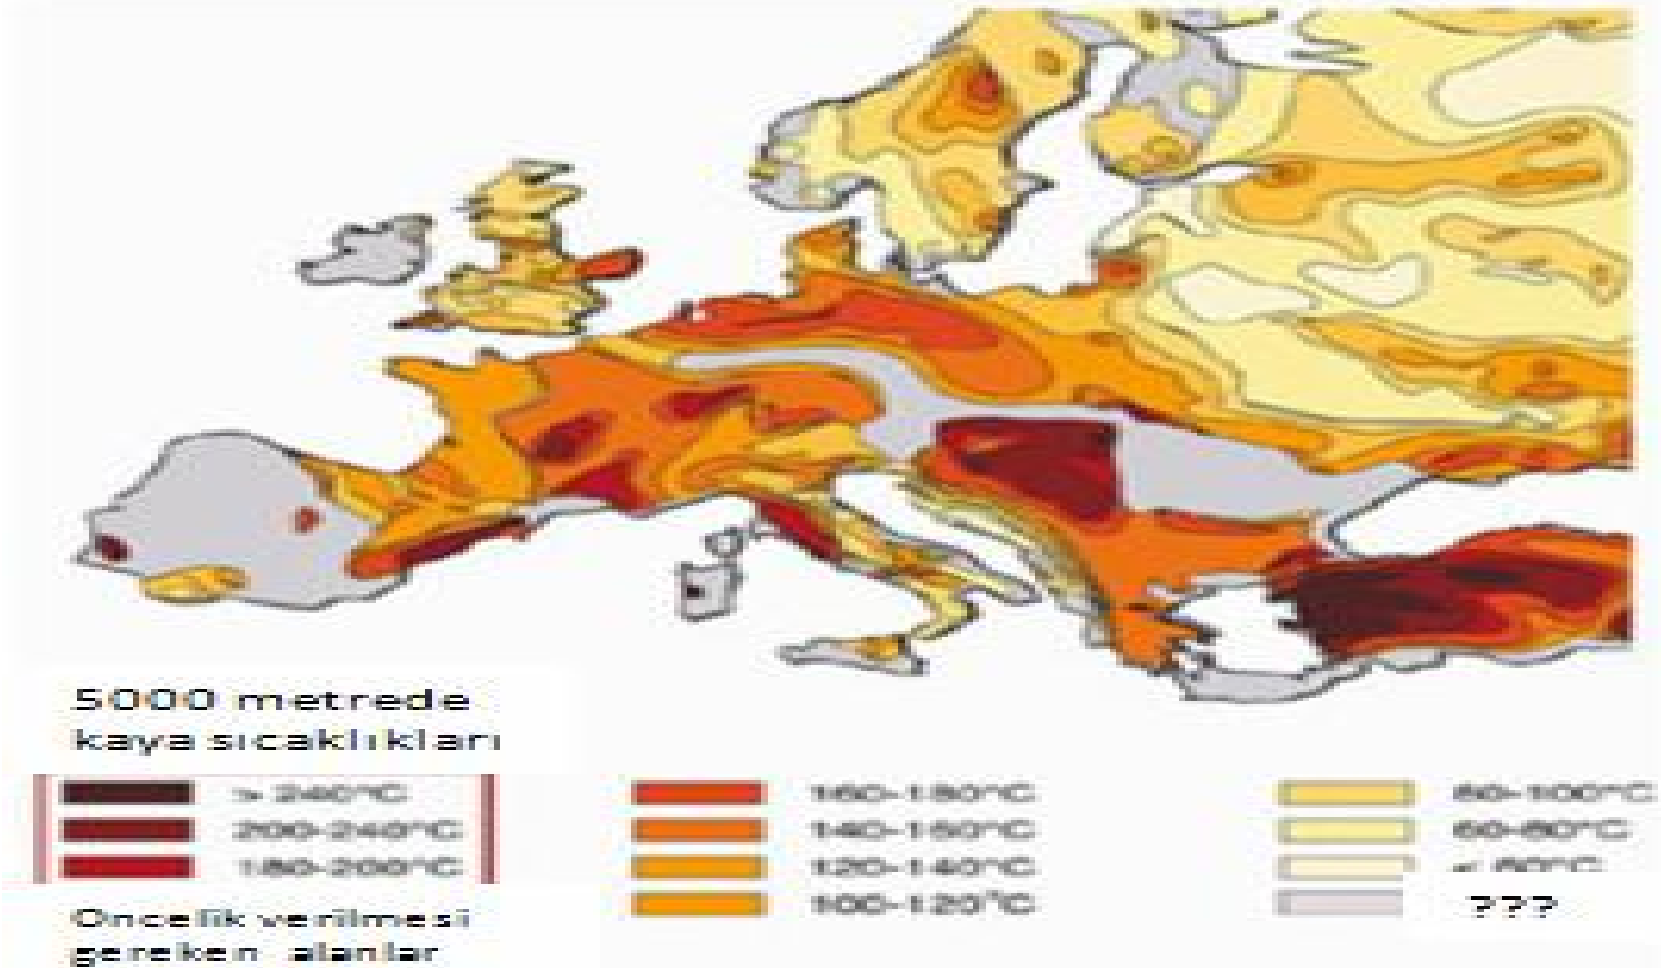 5000 metrede
kaya sıcaklıkları
> 240°C
200-240°C
180-200°C
Öncelik verilmesi
gereken alanlar
160-180°C
140-160°C
120-140°C
100-120°C
80-100°C
60-80°C
< 60°C
???